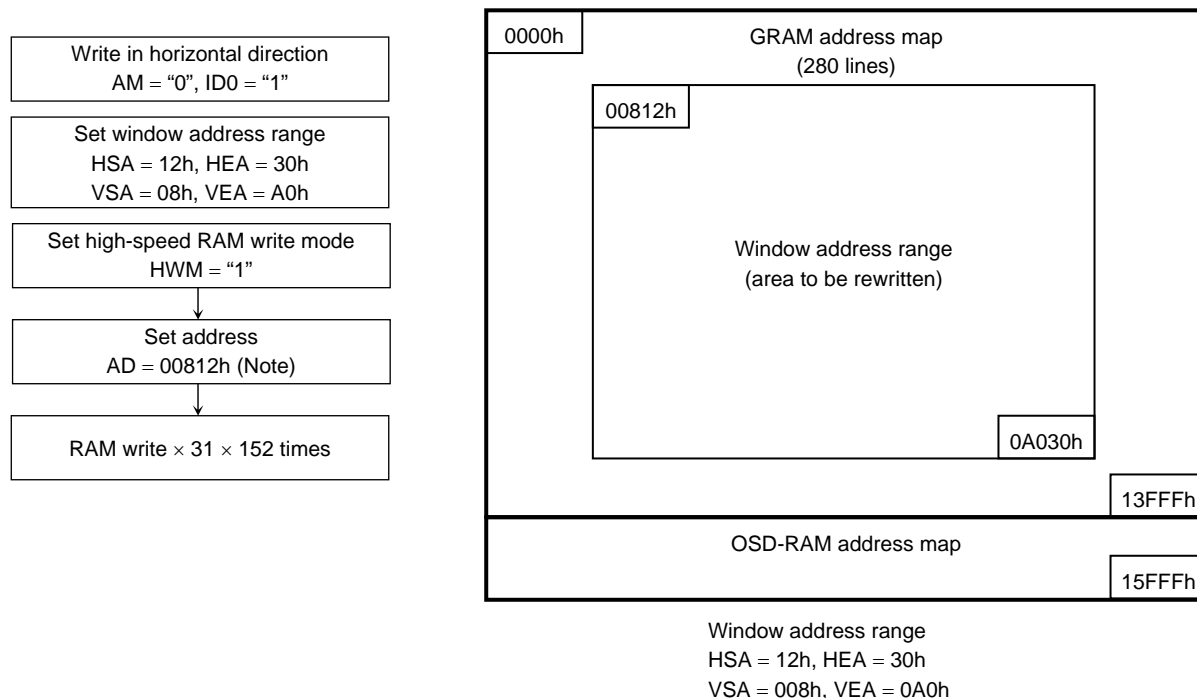 Write in horizontal direction
AM = “0”, ID0 = “1”
Set window address range
HSA = 12h, HEA = 30h
VSA = 08h, VEA = A0h
Set high-speed RAM write mode
HWM = “1”
Set address
AD = 00812h (Note)
RAM write × 31 × 152 times
0000h
GRAM address map
(280 lines)
00812h
Window address range
(area to be rewritten)
0A030h
13FFFh
OSD-RAM address map
15FFFh
Window address range
HSA = 12h, HEA = 30h
VSA = 008h, VEA = 0A0h